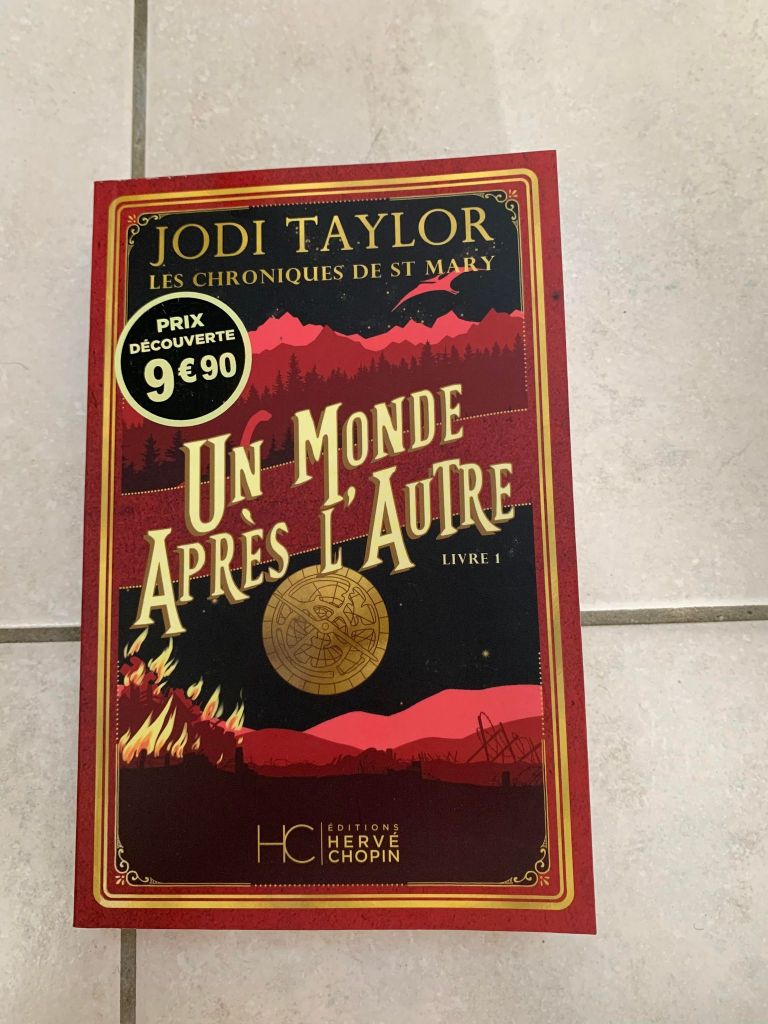 JODI TAYLOR
LES CHRONIQUES DE ST MARY
PRIX
DÉCOUVERTE
9€90
UN MONDE
APRÈS L'AUTRE
LIVRE 1
HC
ÉDITIONS
HERVÉ
CHOPIN